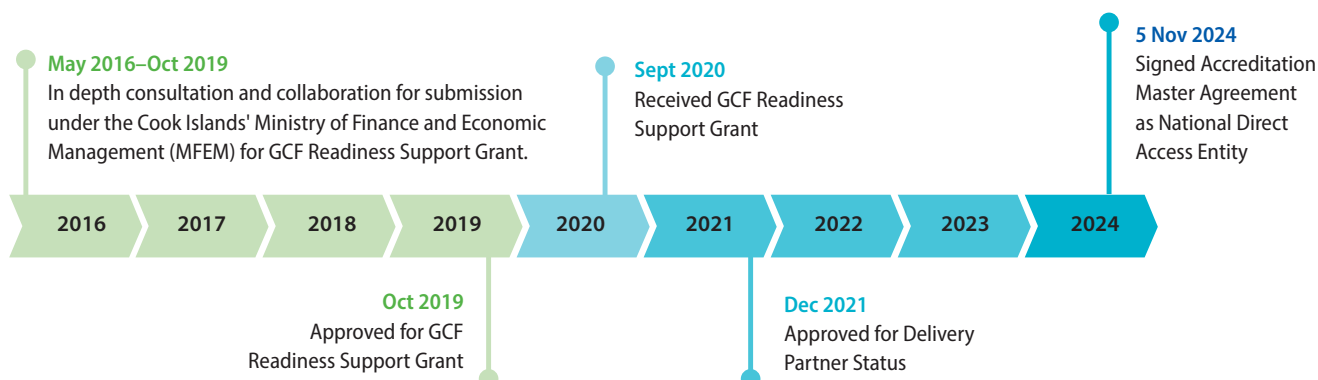 May 2016–Oct 2019
In depth consultation and collaboration for submission
under the Cook Islands' Ministry of Finance and Economic
Management (MFEM) for GCF Readiness Support Grant.
Sept 2020
Received GCF Readiness
Support Grant
5 Nov 2024
Signed Accreditation
Master Agreement
as National Direct
Access Entity
2016
2017
2018
2019
2020
2021
2022
2023
2024
Oct 2019
Approved for GCF
Readiness Support Grant
Dec 2021
Approved for Delivery
Partner Status